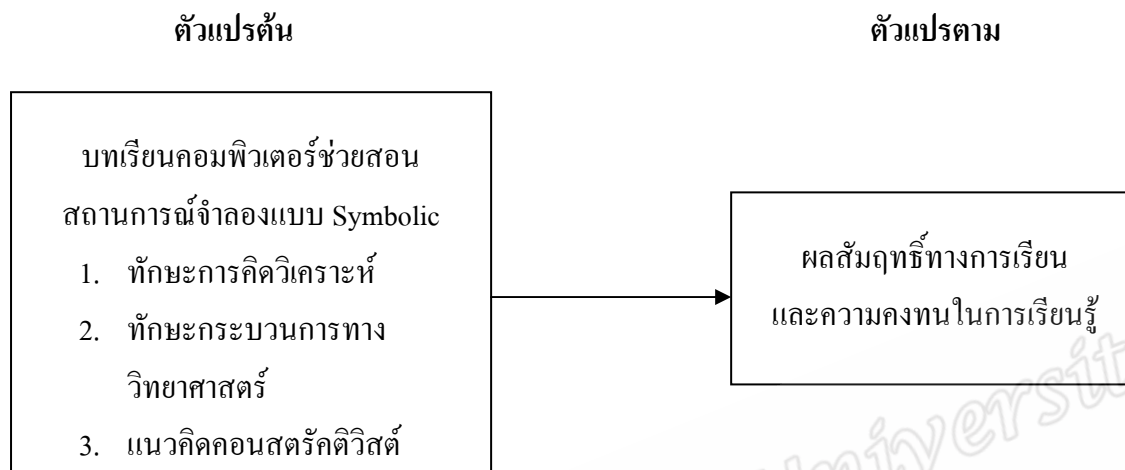 ตัวแปรต้น
ตัวแปรตาม
บทเรียนคอมพิวเตอร์ช่วยสอน
สถานการณ์จำลองแบบ Symbolic
1. ทักษะการคิดวิเคราะห์
2. ทักษะกระบวนการทาง
วิทยาศาสตร์
3. แนวคิดคอนสตรัคติวิสต์
ผลสัมฤทธิ์ทางการเรียน
และความคงทนในการเรียนรู้